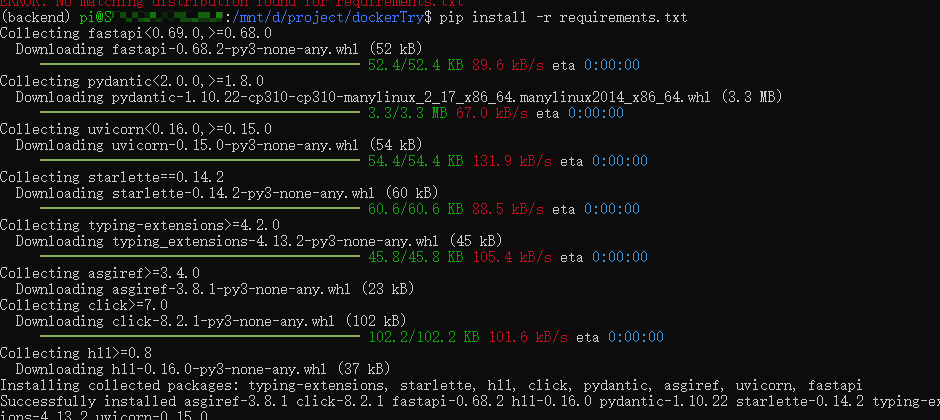 ERROR: No matching distribution found for requirements.txt
(backend) pi@S :/mnt/d/project/dockerTry$ pip install -r requirements.txt
Collecting fastapi<0.69.0,>=0.68.0
Downloading fastapi-0.68.2-py3-none-any.whl (52 kB)
52.4/52.4 KB 89.6 kB/s eta 0:00:00
Collecting pydantic<2.0.0,>=1.8.0
Downloading pydantic-1.10.22-cp310-cp310-manylinux_2_17_x86_64.manylinux2014_x86_64.whl (3.3 MB)
3.3/3.3 MB 67.0 kB/s eta 0:00:00
Collecting uvicorn<0.16.0,>=0.15.0
Downloading uvicorn-0.15.0-py3-none-any.whl (54 kB)
54.4/54.4 KB 131.9 kB/s eta 0:00:00
Collecting starlette==0.14.2
Downloading starlette-0.14.2-py3-none-any.whl (60 kB)
60.6/60.6 KB 88.5 kB/s eta 0:00:00
Collecting typing-extensions>=4.2.0
Downloading typing_extensions-4.13.2-py3-none-any.whl (45 kB)
45.8/45.8 KB 105.4 kB/s eta 0:00:00
Collecting asgiref>=3.4.0
Downloading asgiref-3.8.1-py3-none-any.whl (23 kB)
Collecting click>=7.0
Downloading click-8.2.1-py3-none-any.whl (102 kB)
102.2/102.2 KB 101.6 kB/s eta 0:00:00
Collecting h11>=0.8
Downloading h11-0.16.0-py3-none-any.whl (37 kB)
Installing collected packages: typing-extensions, starlette, h11, click, pydantic, asgiref, uvicorn, fastapi
Successfully installed asgiref-3.8.1 click-8.2.1 fastapi-0.68.2 h11-0.16.0 pydantic-1.10.22 starlette-0.14.2 typing-ex
ions-4.13.2 uvicorn-0.15.0